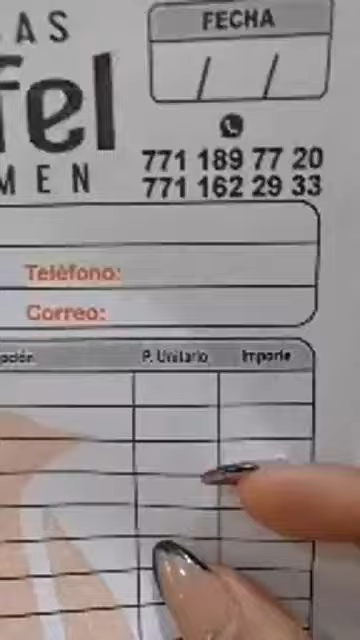 AS
FECHA
/ /
fel
MEN
771 189 77 20
771 162 29 33
Teléfono:
Correo:
pción P. Unitario Importe